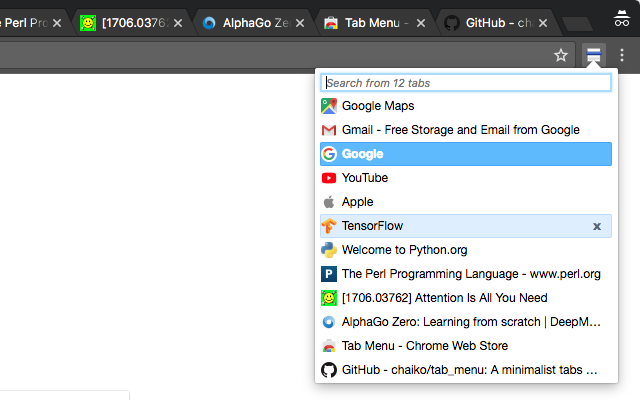 e Perl Pro
[1706.0376
AlphaGo Ze
Tab Menu -
GitHub - cha
Search from 12 tabs
Google Maps
Gmail - Free Storage and Email from Google
Google
YouTube
Apple
TensorFlow x
Welcome to Python.org
The Perl Programming Language - www.perl.org
[1706.03762] Attention Is All You Need
AlphaGo Zero: Learning from scratch | DeepM...
Tab Menu - Chrome Web Store
GitHub - chaiko/tab_menu: A minimalist tabs ...